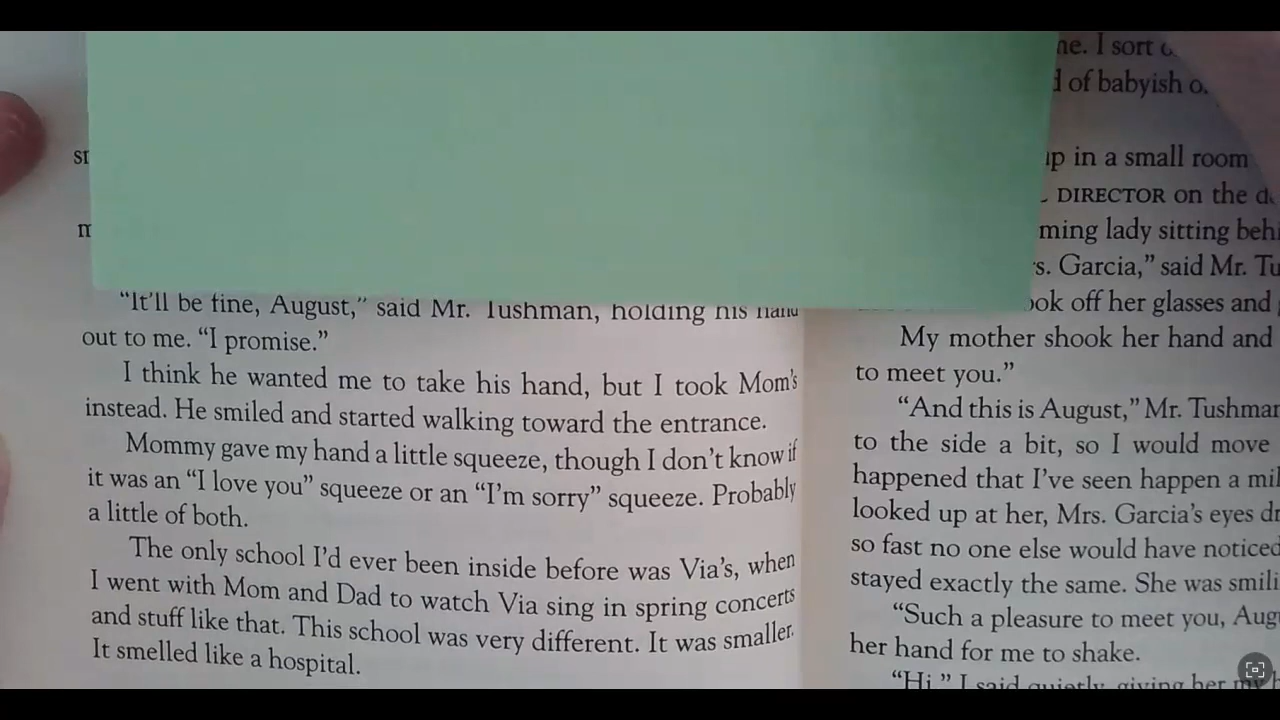 "It'll be fine, August," said Mr. Tushman, holding his hand
out to me. "I promise."
I think he wanted me to take his hand, but I took Mom's
instead. He smiled and started walking toward the entrance.
Mommy gave my hand a little squeeze, though I don't know if
it was an "I love you" squeeze or an "I'm sorry" squeeze. Probably
a little of both.
The only school I'd ever been inside before was Via's, when
I went with Mom and Dad to watch Via sing in spring concerts
and stuff like that. This school was very different. It was smaller.
It smelled like a hospital.
I sort
of babyish
in a small room
DIRECTOR on the
lady sitting
Garcia," said Mr.
off her glasses and
My mother shook her hand and
to meet you."
"And this is August," Mr. Tushman
to the side a bit, so I would move
happened that I've seen happen a
looked up at her, Mrs. Garcia's eyes
so fast no one else would have noticed
stayed exactly the same. She was
"Such a pleasure to meet you,
her hand for me to shake.
"Hi," I said quietly, giving her my